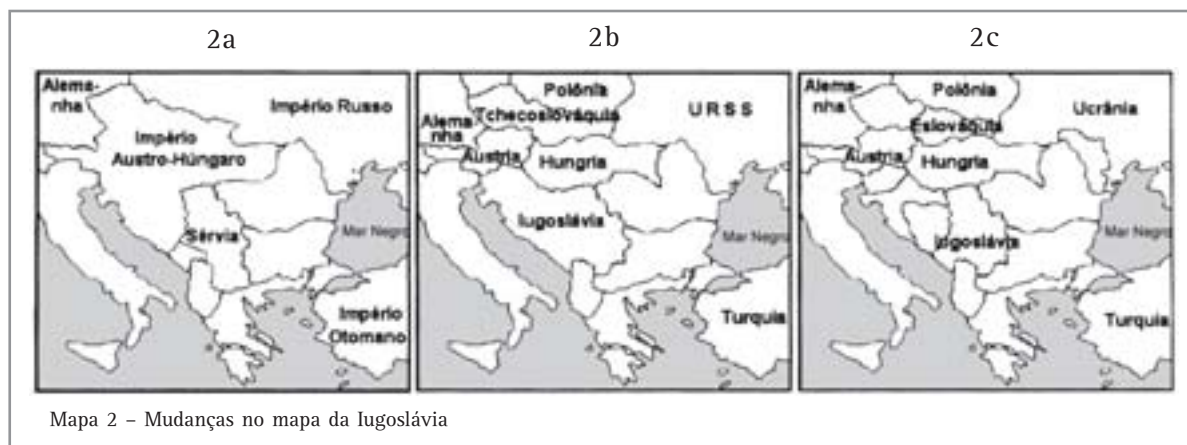 2a
2b
2c
Alema-
nha
Império Russo
Império
Austro-Húngaro
Sérvia
Mar Negro
Império
Otomano
Polônia
Tchecoslováquia
URSS
Alema
nha
Áustria
Hungria
Iugoslávia
Mar Negro
Turquia
Alema-
nha
Polônia
Ucrânia
Eslováquia
Áustria
Hungria
Iugoslávia
Mar Negro
Turquia
Mapa 2 – Mudanças no mapa da Iugoslávia